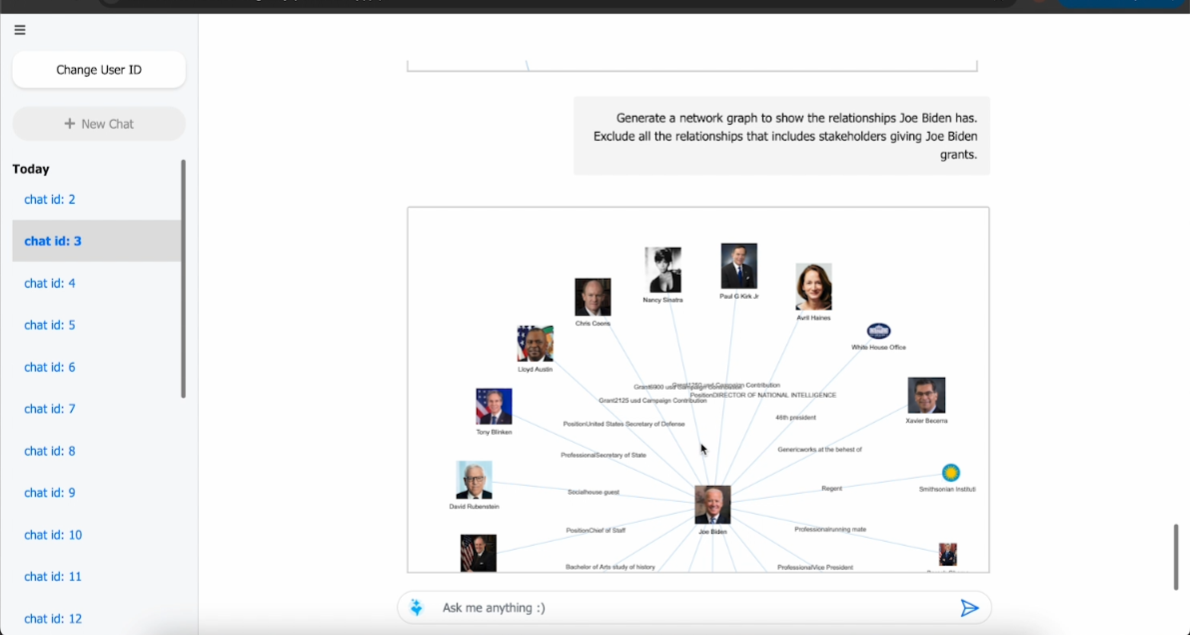 Change User ID
+ New Chat
Today
chat id: 2
chat id: 3
chat id: 4
chat id: 5
chat id: 6
chat id: 7
chat id: 8
chat id: 9
chat id: 10
chat id: 11
chat id: 12
Generate a network graph to show the relationships Joe Biden has.
Exclude all the relationships that includes stakeholders giving Joe Biden
grants.
Nancy Sinatra
Paul G Kirk Jr
Avril Haines
Chris Coons
White House Office
Lloyd Austin
Xavier Becerra
Tony Blinken
Smithsonian Institut
David Rubenstein
Joe Biden
Campaign Contribution
Grant2125 usd Campaign Contribution
PositionDIRECTOR OF NATIONAL INTELLIGENCE
46th president
PositionUnited States Secretary of Defense
Genericworks at the behest of
ProfessionalSecretary of State
Regent
Socialhouse guest
PositionChief of Staff
Professionalrunning mate
Bachelor of Arts study of history
ProfessionalVice President
Ask me anything :)